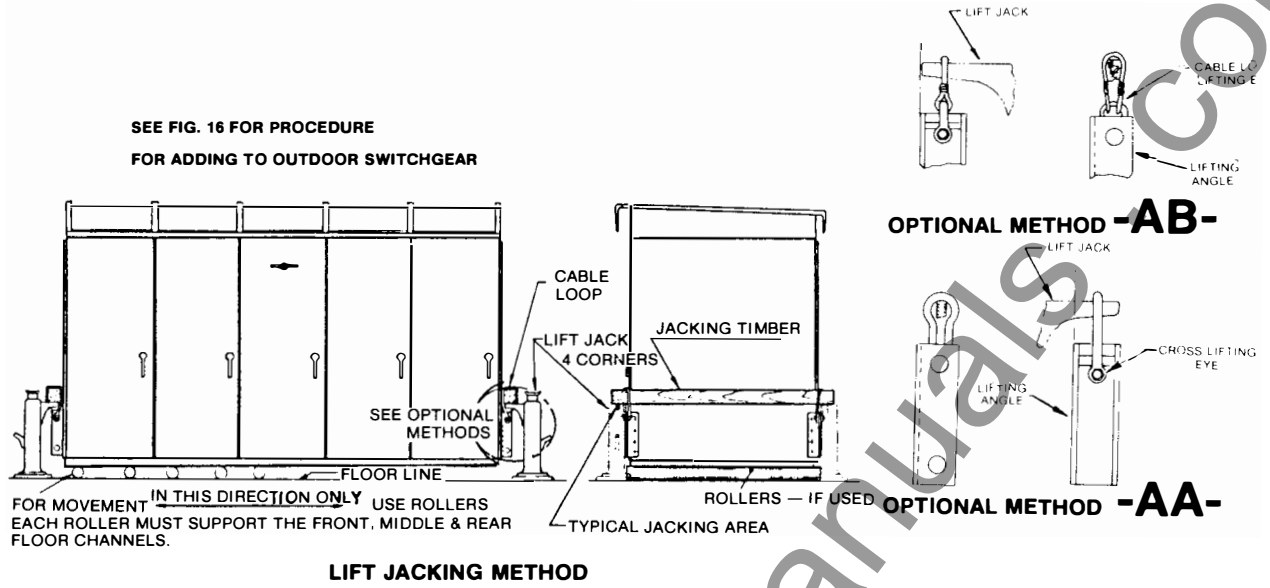 SEE FIG. 16 FOR PROCEDURE
FOR ADDING TO OUTDOOR SWITCHGEAR
CABLE
LOOP
LIFT JACK
4 CORNERS
JACKING TIMBER
SEE OPTIONAL
METHODS
FLOOR LINE
FOR MOVEMENT IN THIS DIRECTION ONLY USE ROLLERS
EACH ROLLER MUST SUPPORT THE FRONT, MIDDLE & REAR
FLOOR CHANNELS.
ROLLERS — IF USED
TYPICAL JACKING AREA
LIFT JACKING METHOD
LIFT JACK
CABLE
LIFTING
LIFTING
ANGLE
OPTIONAL METHOD -AB-
LIFT JACK
CROSS LIFTING
EYE
LIFTING
ANGLE
OPTIONAL METHOD -AA-
manuals.co